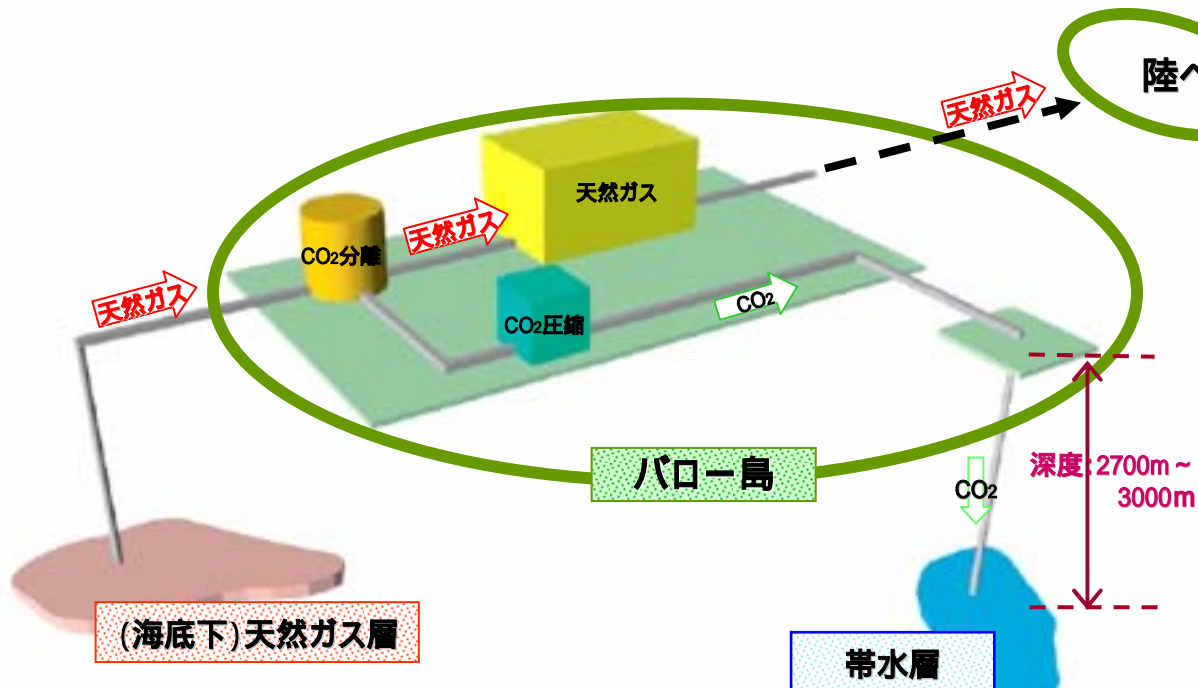 陸へ
天然ガス
天然ガス
天然ガス
CO2分離
天然ガス
CO2圧縮
CO2
バロー島
深度:2700m~
3000m
CO2
(海底下)天然ガス層
帯水層